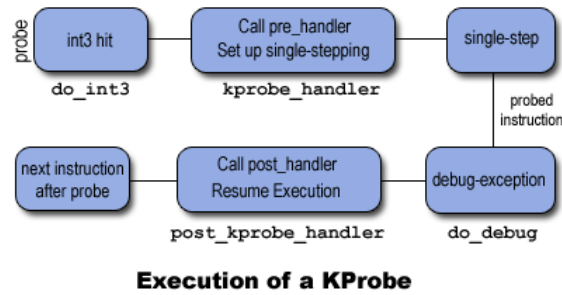 probe
int3 hit
do_int3
Call pre_handler
Set up single-stepping
kprobe_handler
single-step
probed
instruction
next instruction
after probe
Call post_handler
Resume Execution
post_kprobe_handler
debug-exception
do_debug
Execution of a KProbe